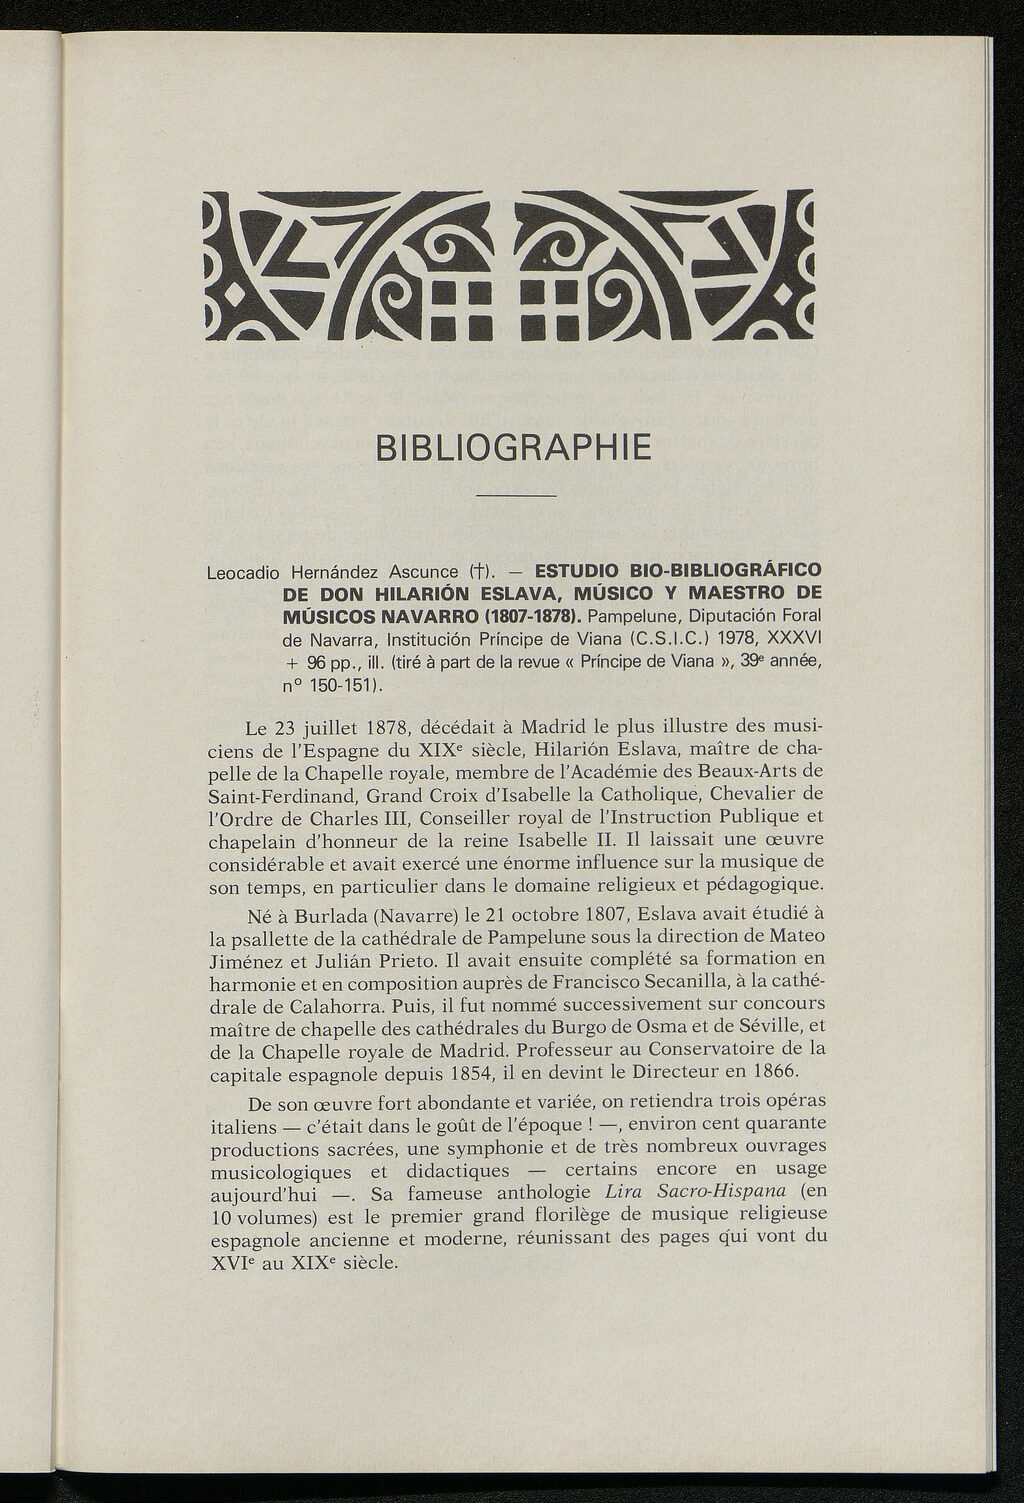 BIBLIOGRAPHIE
Leocadio Hernández Ascunce (†). — ESTUDIO BIO-BIBLIOGRÁFICO
DE DON HILARIÓN ESLAVA, MÚSICO Y MAESTRO DE
MÚSICOS NAVARRO (1807-1878). Pampelune, Diputación Foral
de Navarra, Institución Príncipe de Viana (C.S.I.C.) 1978, XXXVI
+ 96 pp., ill. (tiré à part de la revue « Príncipe de Viana », 39e année,
n° 150-151).
Le 23 juillet 1878, décédait à Madrid le plus illustre des musi-
ciens de l'Espagne du XIXe siècle, Hilarión Eslava, maître de cha-
pelle de la Chapelle royale, membre de l'Académie des Beaux-Arts de
Saint-Ferdinand, Grand Croix d'Isabelle la Catholique, Chevalier de
l'Ordre de Charles III, Conseiller royal de l'Instruction Publique et
chapelain d'honneur de la reine Isabelle II. Il laissait une œuvre
considérable et avait exercé une énorme influence sur la musique de
son temps, en particulier dans le domaine religieux et pédagogique.
Né à Burlada (Navarre) le 21 octobre 1807, Eslava avait étudié à
la psallette de la cathédrale de Pampelune sous la direction de Mateo
Jiménez et Julián Prieto. Il avait ensuite complété sa formation en
harmonie et en composition auprès de Francisco Secanilla, à la cathé-
drale de Calahorra. Puis, il fut nommé successivement sur concours
maître de chapelle des cathédrales du Burgo de Osma et de Séville, et
de la Chapelle royale de Madrid. Professeur au Conservatoire de la
capitale espagnole depuis 1854, il en devint le Directeur en 1866.
De son œuvre fort abondante et variée, on retiendra trois opéras
italiens — c'était dans le goût de l'époque ! —, environ cent quarante
productions sacrées, une symphonie et de très nombreux ouvrages
musicologiques et didactiques — certains encore en usage
aujourd'hui —. Sa fameuse anthologie Lira Sacro-Hispana (en
10 volumes) est le premier grand florilège de musique religieuse
espagnole ancienne et moderne, réunissant des pages qui vont du
XVIe au XIXe siècle.